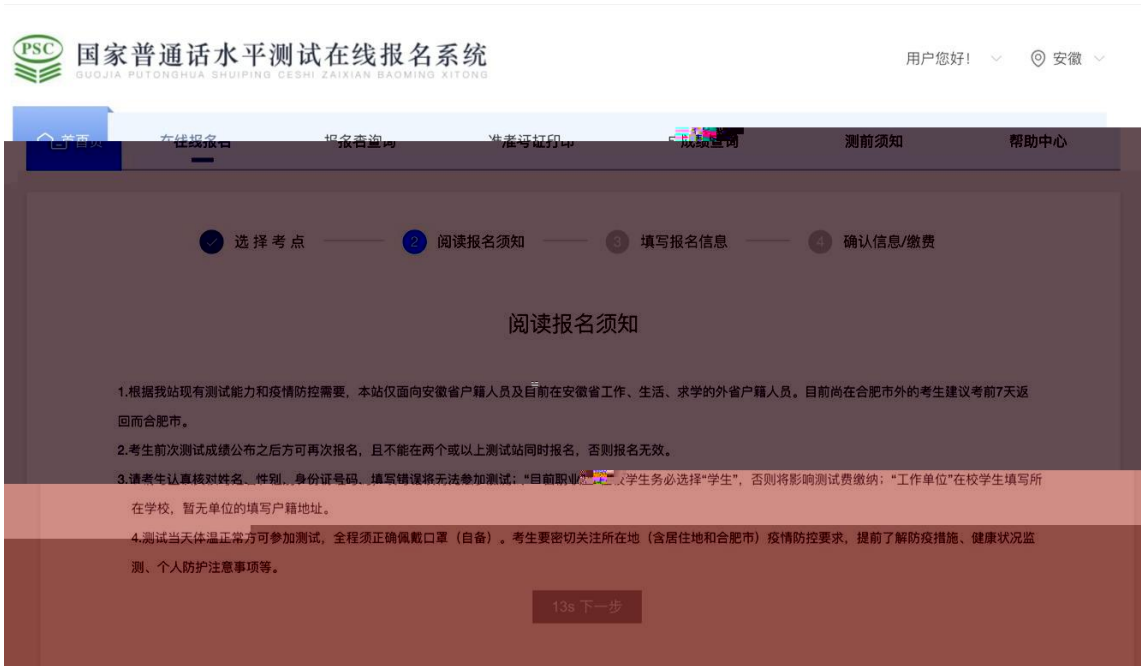 PSC
国家普通话水平测试在线报名系统
GUOJIA PUTONGHUA SHUIPING CESHI ZAIXIAN BAOMING XITONG
用户您好! 安徽
首页 在线报名 报名查询 准考证打印 成绩查询 测前须知 帮助中心
选择考点 2 阅读报名须知 3 填写报名信息 4 确认信息/缴费
阅读报名须知
1.根据我站现有测试能力和疫情防控需要，本站仅面向安徽省户籍人员及目前在安徽省工作、生活、求学的外省户籍人员。目前尚在合肥市外的考生建议考前7天返
回而合肥市。
2.考生前次测试成绩公布之后方可再次报名，且不能在两个或以上测试站同时报名，否则报名无效。
3.请考生认真核对姓名、性别、身份证号码，填写错误将无法参加测试；“目前职业 学生务必选择“学生”，否则将影响测试费缴纳；“工作单位”在校学生填写所
在学校，暂无单位的填写户籍地址。
4.测试当天体温正常方可参加测试，全程须正确佩戴口罩（自备）。考生要密切关注所在地（含居住地和合肥市）疫情防控要求，提前了解防疫措施、健康状况监
测、个人防护注意事项等。
13s 下一步